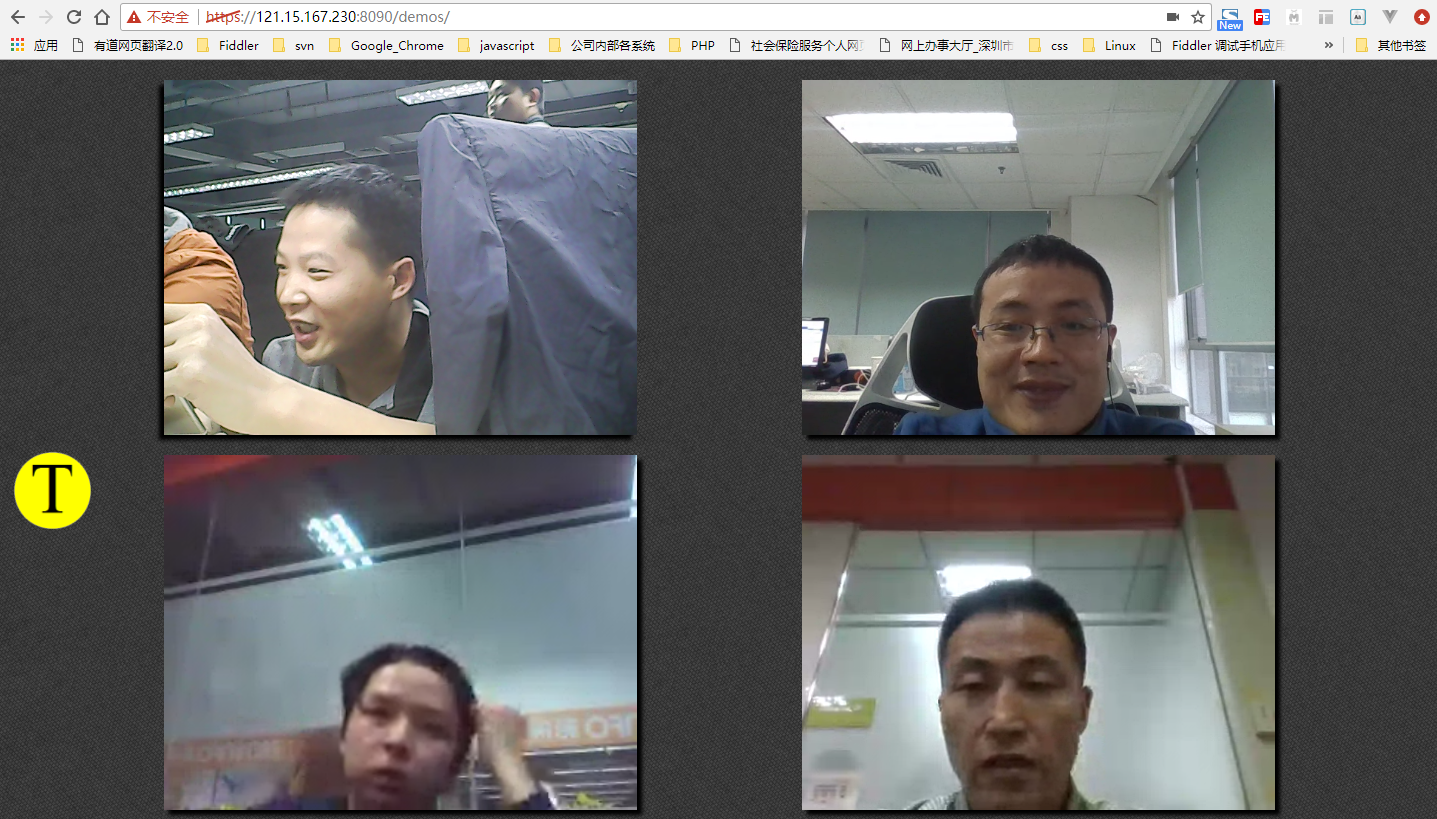 不安全 https://121.15.167.230:8090/demos/
New
应用 有道网页翻译2.0 Fiddler svn Google_Chrome javascript 公司内部各系统 PHP 社会保险服务个人网 网上办事大厅_深圳市 css Linux Fiddler 调试手机应用 » 其他书签
T